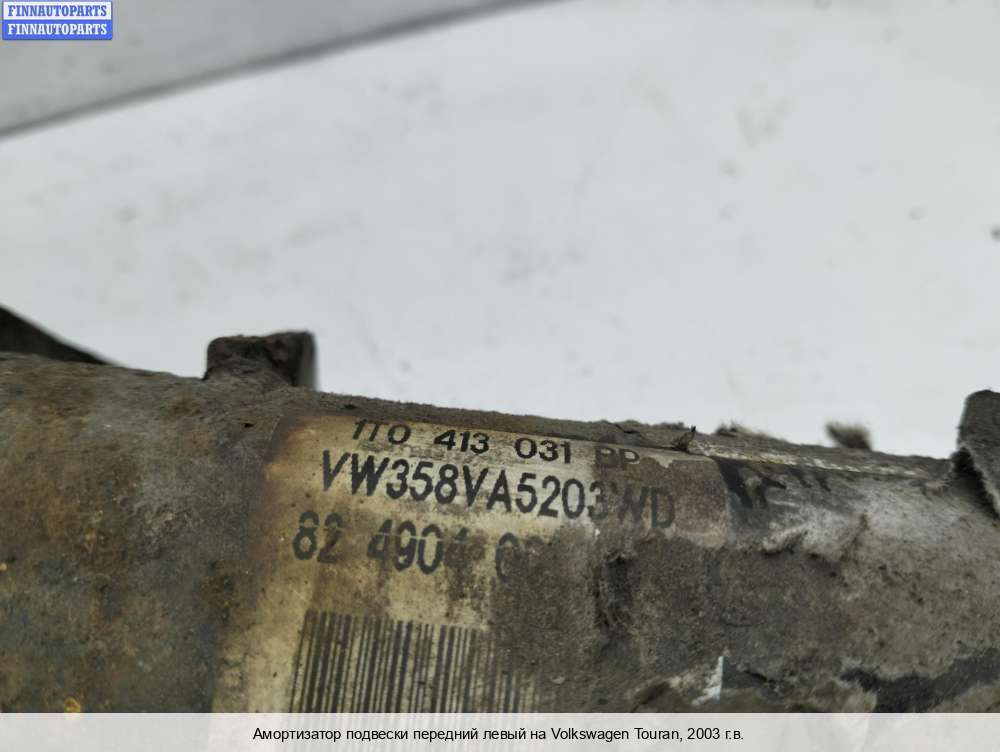 FINNAUTOPARTS
FINNAUTOPARTS
1T0 413 031 BP
VW358VA5203WD
82 4904
Амортизатор подвески передний левый на Volkswagen Touran, 2003 г.в.